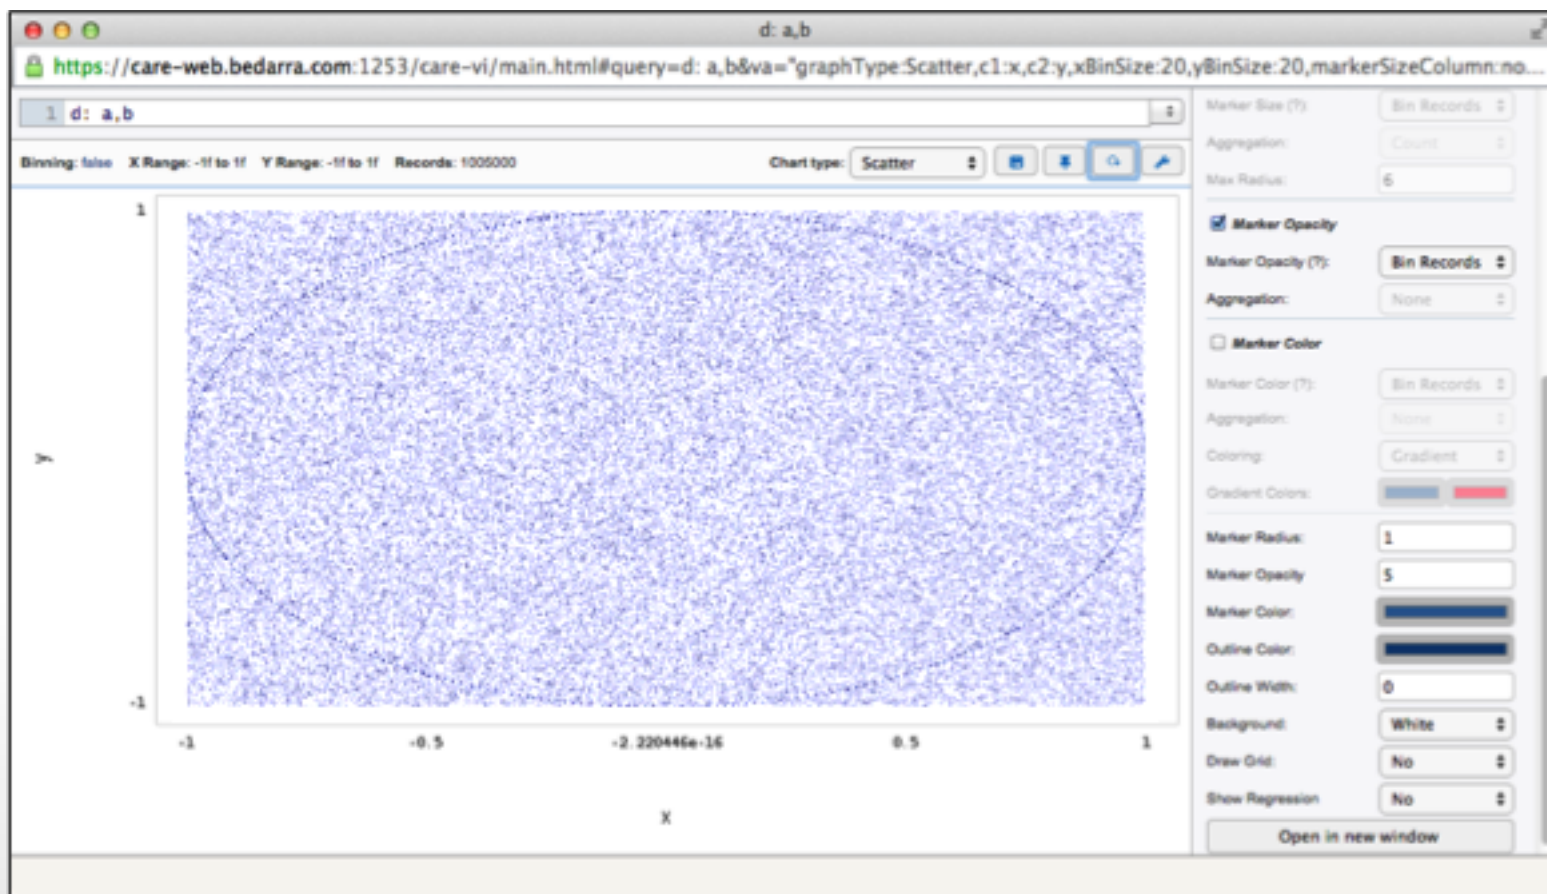 d: a,b
https://care-web.bedarra.com:1253/care-vi/main.html#query=d: a,b&va="graphType:Scatter,c1:x,c2:y,xBinSize:20,yBinSize:20,markerSizeColumn:no...
1 d: a,b
Binning: false X Range: -1f to 1f Y Range: -1f to 1f Records: 1005000 Chart type: Scatter
1
y
-1
-1 -0.5 -2.220446e-16 0.5 1
x
Marker Size (?): Bin Records
Aggregation: Count
Max Radius: 6
Marker Opacity
Marker Opacity (?): Bin Records
Aggregation: None
Marker Color
Marker Color (?): Bin Records
Aggregation: None
Coloring: Gradient
Gradient Colors:
Marker Radius: 1
Marker Opacity 5
Marker Color:
Outline Color:
Outline Width: 0
Background: White
Draw Grid: No
Show Regression No
Open in new window